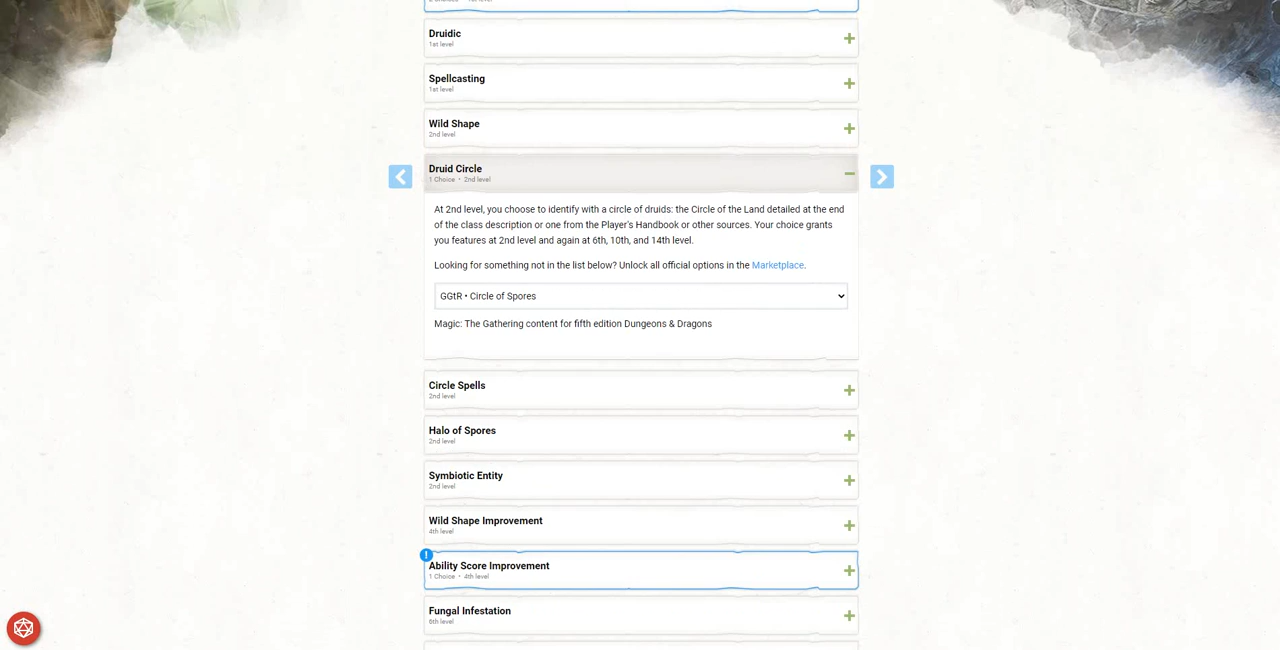 Druidic
1st level
Spellcasting
1st level
Wild Shape
2nd level
Druid Circle
1 Choice • 2nd level
At 2nd level, you choose to identify with a circle of druids: the Circle of the Land detailed at the end
of the class description or one from the Player's Handbook or other sources. Your choice grants
you features at 2nd level and again at 6th, 10th, and 14th level.
Looking for something not in the list below? Unlock all official options in the Marketplace.
GGtR • Circle of Spores
Magic: The Gathering content for fifth edition Dungeons & Dragons
Circle Spells
2nd level
Halo of Spores
2nd level
Symbiotic Entity
2nd level
Wild Shape Improvement
4th level
!
Ability Score Improvement
1 Choice • 4th level
Fungal Infestation
6th level